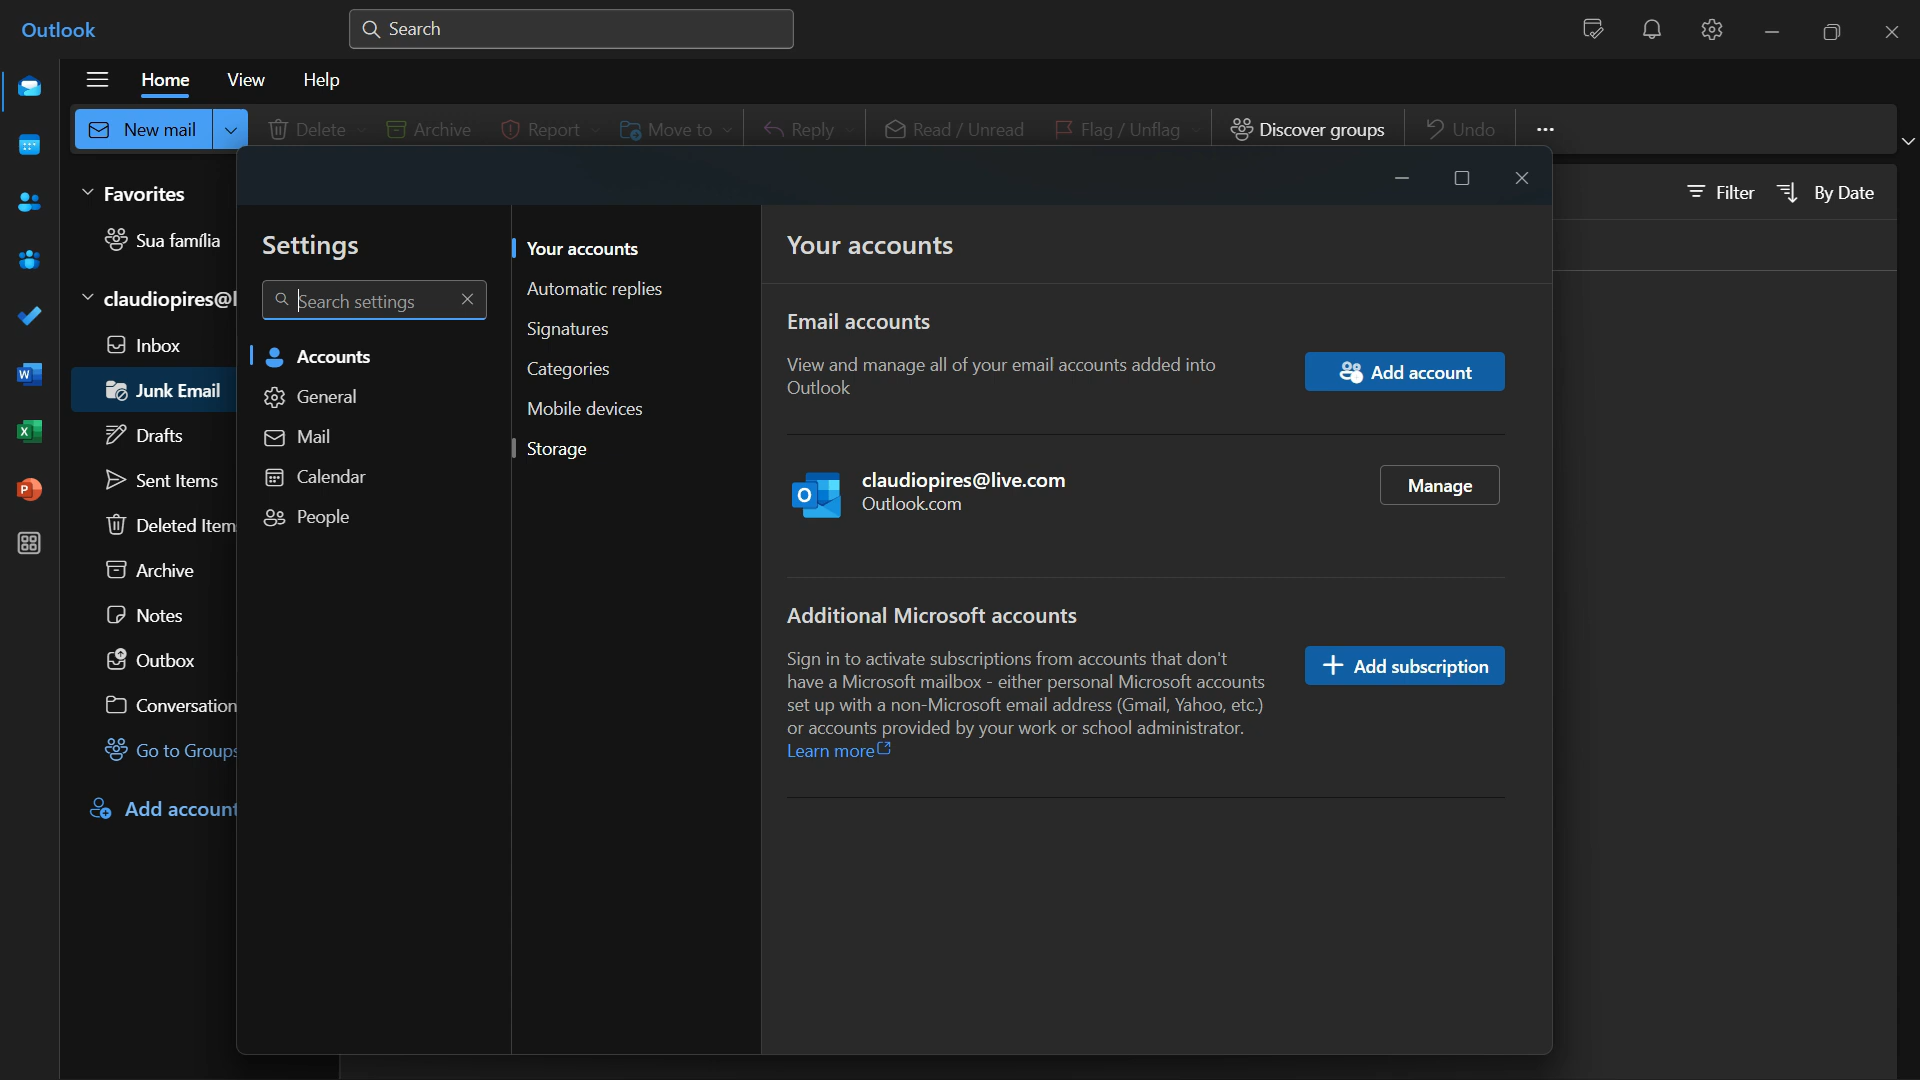 Outlook
Search
Home View Help
New mail Delete Archive Report Move to Reply Read / Unread Flag / Unflag Discover groups Undo
Favorites
Sua família
claudiopires@l
Inbox
Junk Email
Drafts
Sent Items
Deleted Item
Archive
Notes
Outbox
Conversation
Go to Groups
Add account
Filter By Date
Settings
Search settings
Accounts
General
Mail
Calendar
People
Your accounts
Automatic replies
Signatures
Categories
Mobile devices
Storage
Your accounts
Email accounts
View and manage all of your email accounts added into
Outlook
Add account
claudiopires@live.com
Outlook.com
Manage
Additional Microsoft accounts
Sign in to activate subscriptions from accounts that don't
have a Microsoft mailbox - either personal Microsoft accounts
set up with a non-Microsoft email address (Gmail, Yahoo, etc.)
or accounts provided by your work or school administrator.
Learn more
Add subscription